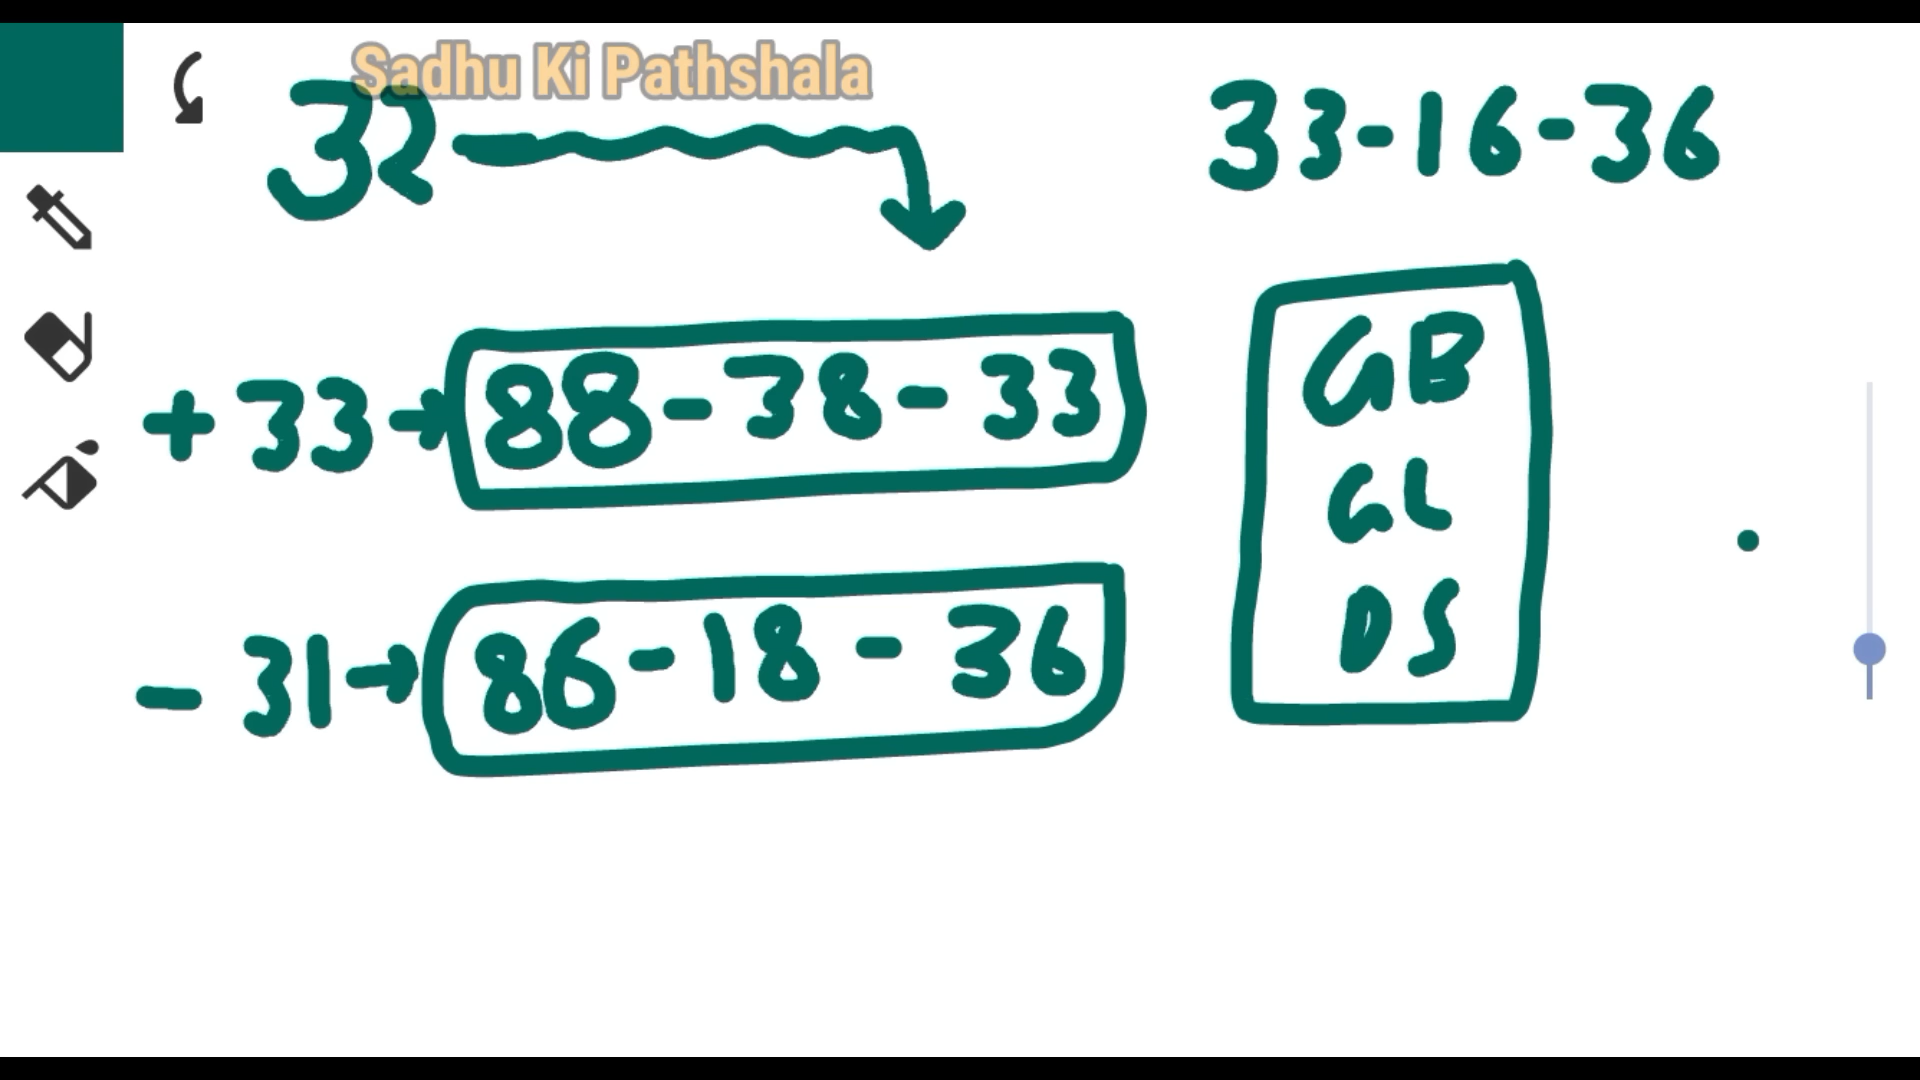 Sadhu Ki Pathshala
32
33-16-36
+33→ 88-38-33
-31→ 86-18-36
GB
GL
DS